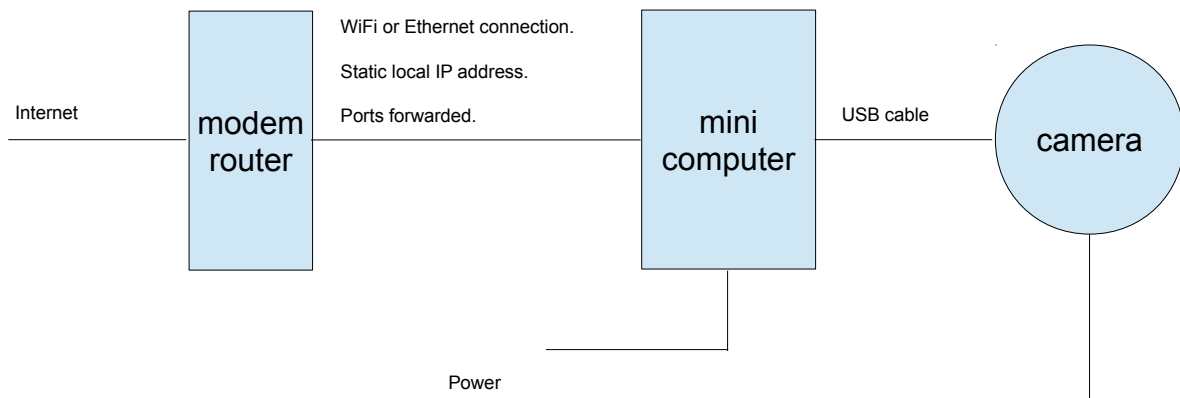 WiFi or Ethernet connection.
Static local IP address.
Internet
Ports forwarded.
USB cable
modem
router
mini
computer
camera
Power